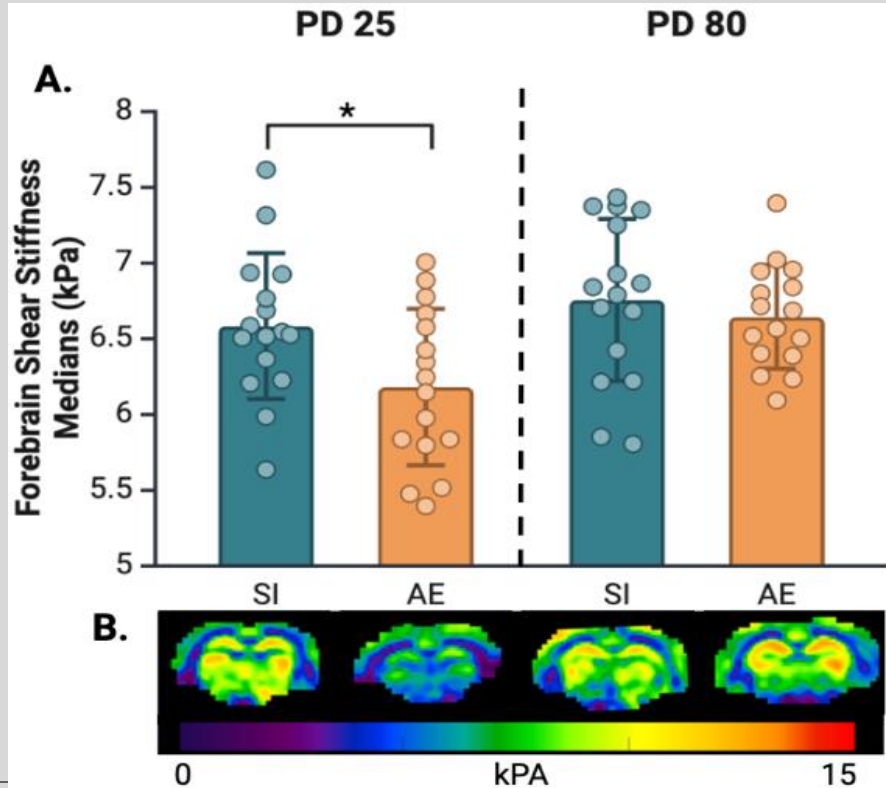 PD 25
PD 80
A.
*
Forebrain Shear Stiffness
Medians (kPa)
8
7.5
7
6.5
6
5.5
5
SI
AE
SI
AE
B.
0
kPA
15